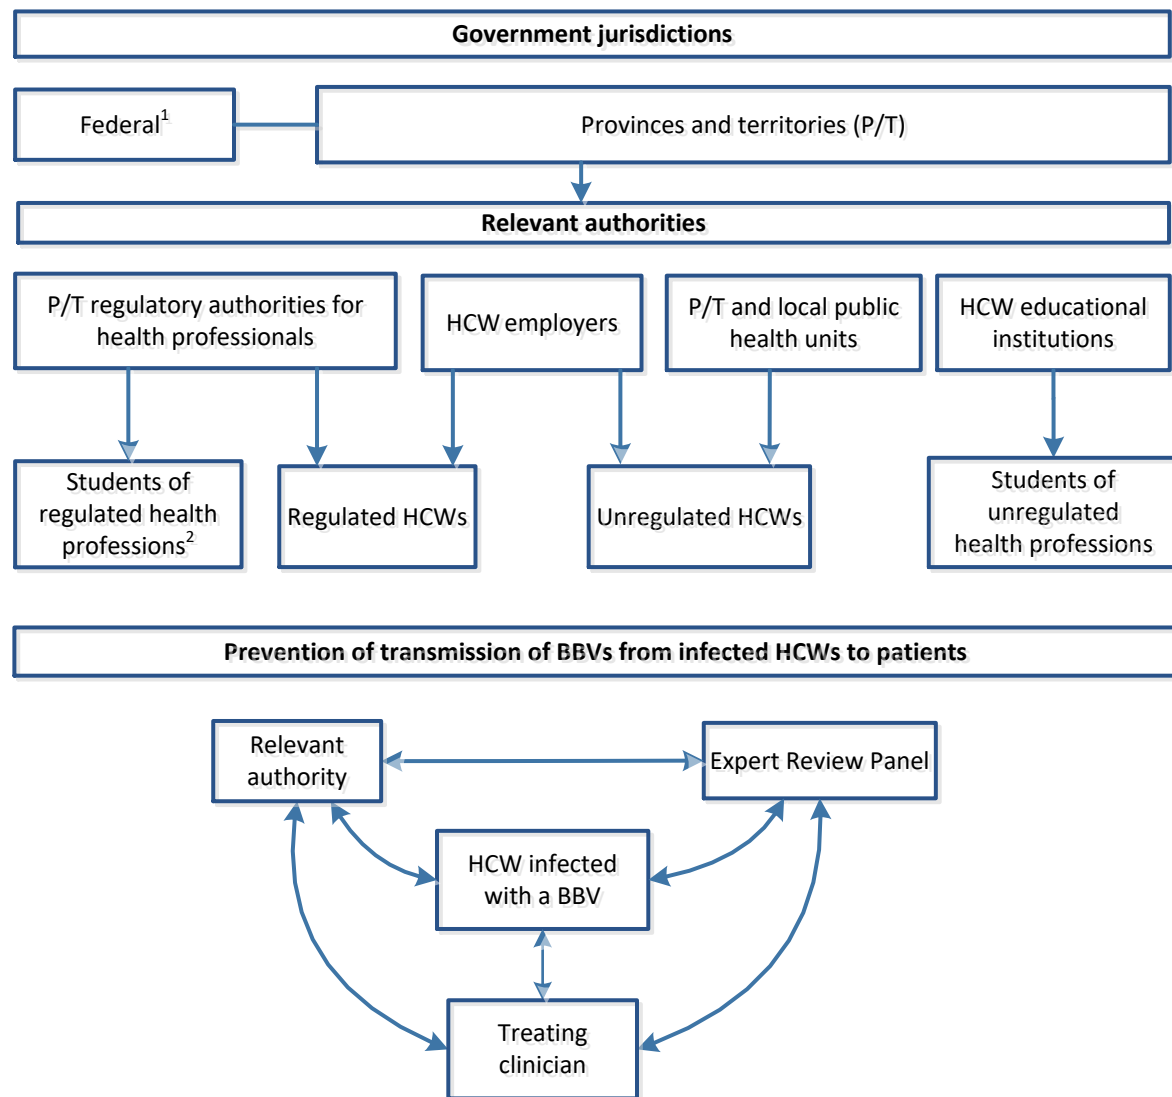 Government jurisdictions
Federal1
Provinces and territories (P/T)
Relevant authorities
P/T regulatory authorities for
health professionals
HCW employers
P/T and local public
health units
HCW educational
institutions
Students of
regulated health
professions2
Regulated HCWs
Unregulated HCWs
Students of
unregulated
health professions
Prevention of transmission of BBVs from infected HCWs to patients
Relevant
authority
Expert Review Panel
HCW infected
with a BBV
Treating
clinician